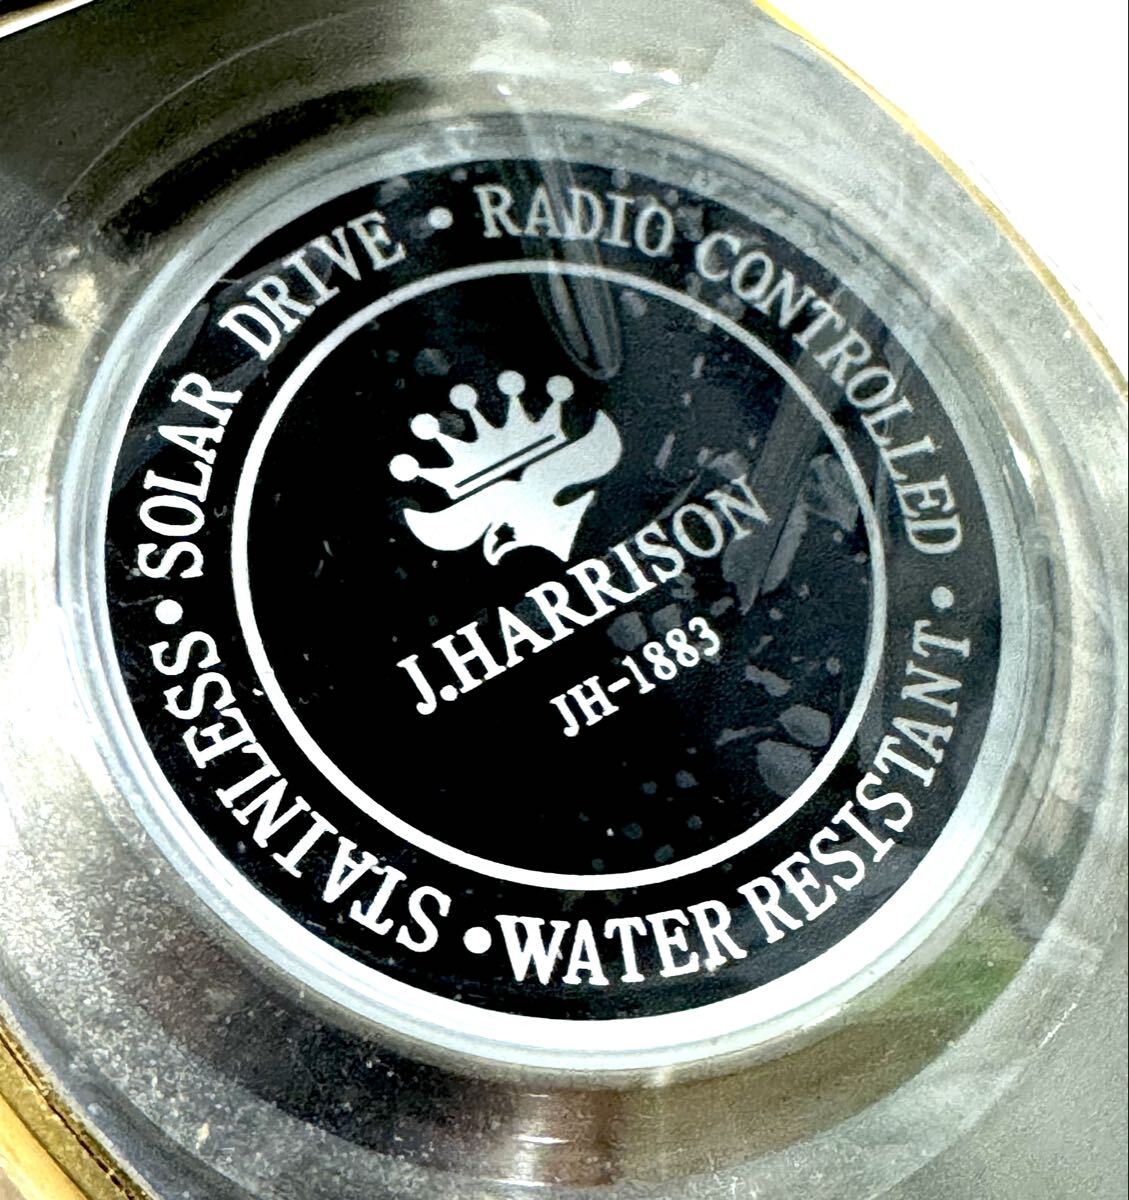 SOLAR DRIVE • RADIO CONTROLLED • WATER RESISTANT • STAINLESS •
J.HARRISON
JH-1883